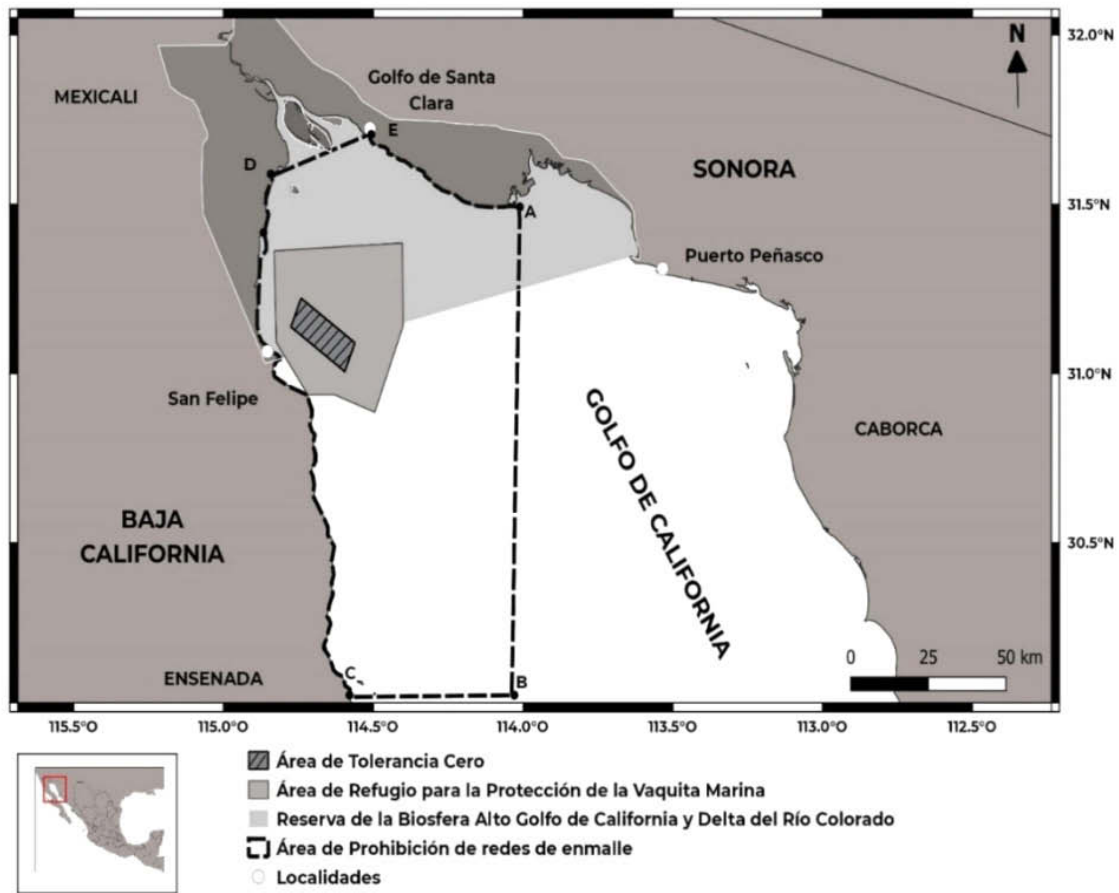 32.0°N
N
Golfo de Santa
Clara
MEXICALI
E
D
SONORA
31.5°N
A
Puerto Peñasco
31.0°N
San Felipe
GOLFO DE CALIFORNIA
CABORCA
BAJA
CALIFORNIA
30.5°N
ENSENADA
C
B
0 25 50 km
115.5°O 115.0°O 114.5°O 114.0°O 113.5°O 113.0°O 112.5°O
Área de Tolerancia Cero
Área de Refugio para la Protección de la Vaquita Marina
Reserva de la Biosfera Alto Golfo de California y Delta del Río Colorado
Área de Prohibición de redes de enmalle
Localidades